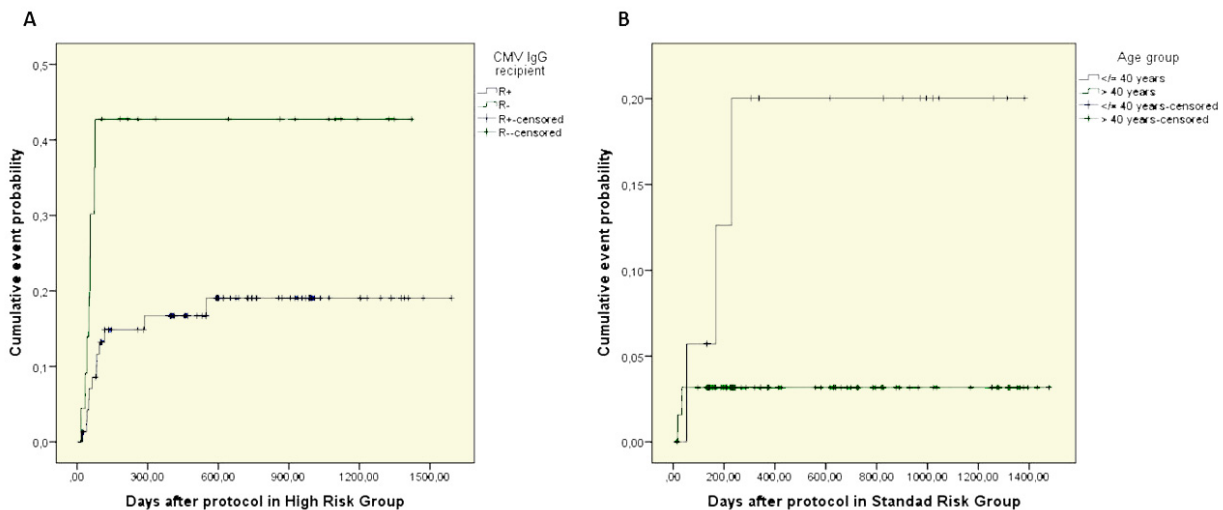 A
CMV IgG
recipient
R+
R-
R+-censored
R--censored
0,5
0,4
0,3
0,2
0,1
0,0
Cumulative event probability
,00 300,00 600,00 900,00 1200,00 1500,00
Days after protocol in High Risk Group
B
Age group
</= 40 years
> 40 years
</= 40 years-censored
> 40 years-censored
0,20
0,15
0,10
0,05
0,00
Cumulative event probability
,00 200,00 400,00 600,00 800,00 1000,00 1200,00 1400,00
Days after protocol in Standad Risk Group